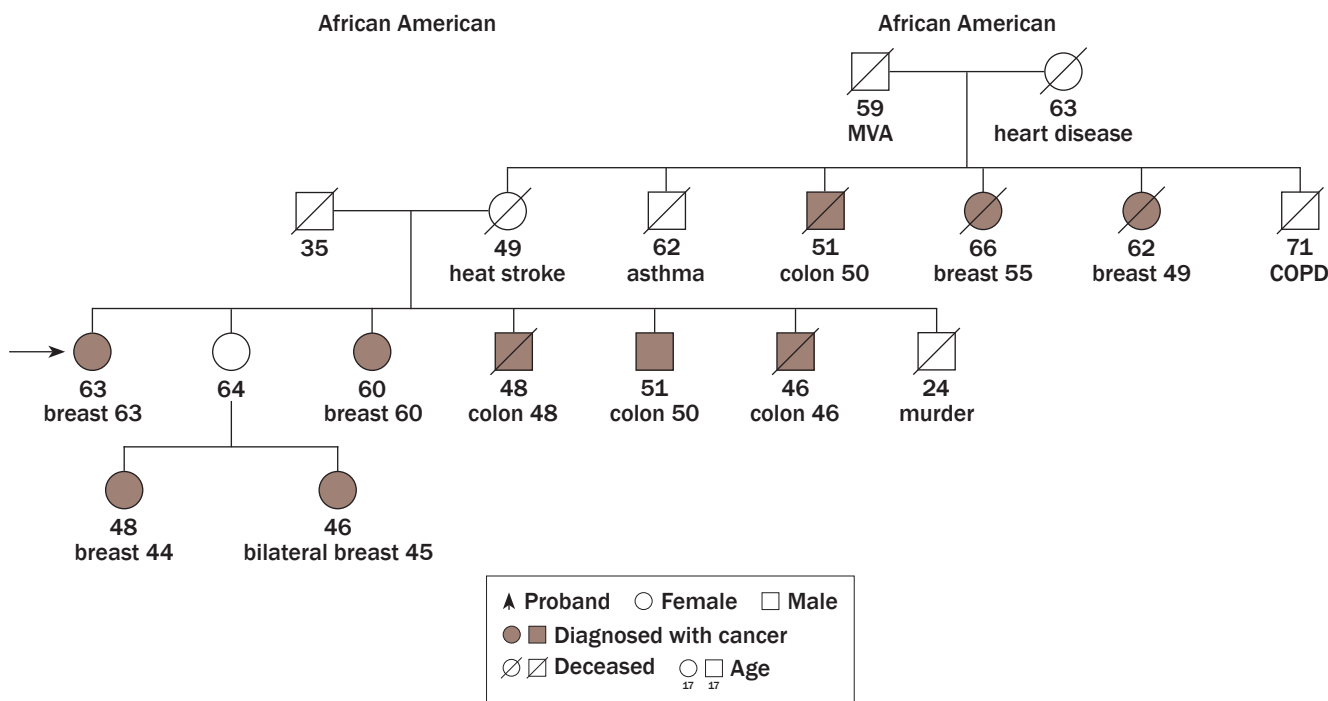 African American African American
59 63
MVA heart disease
35 49 62 51 66 62 71
heat stroke asthma colon 50 breast 55 breast 49 COPD
63 64 60 48 51 46 24
breast 63 breast 60 colon 48 colon 50 colon 46 murder
48 46
breast 44 bilateral breast 45
Proband Female Male
Diagnosed with cancer
Deceased Age
17 17